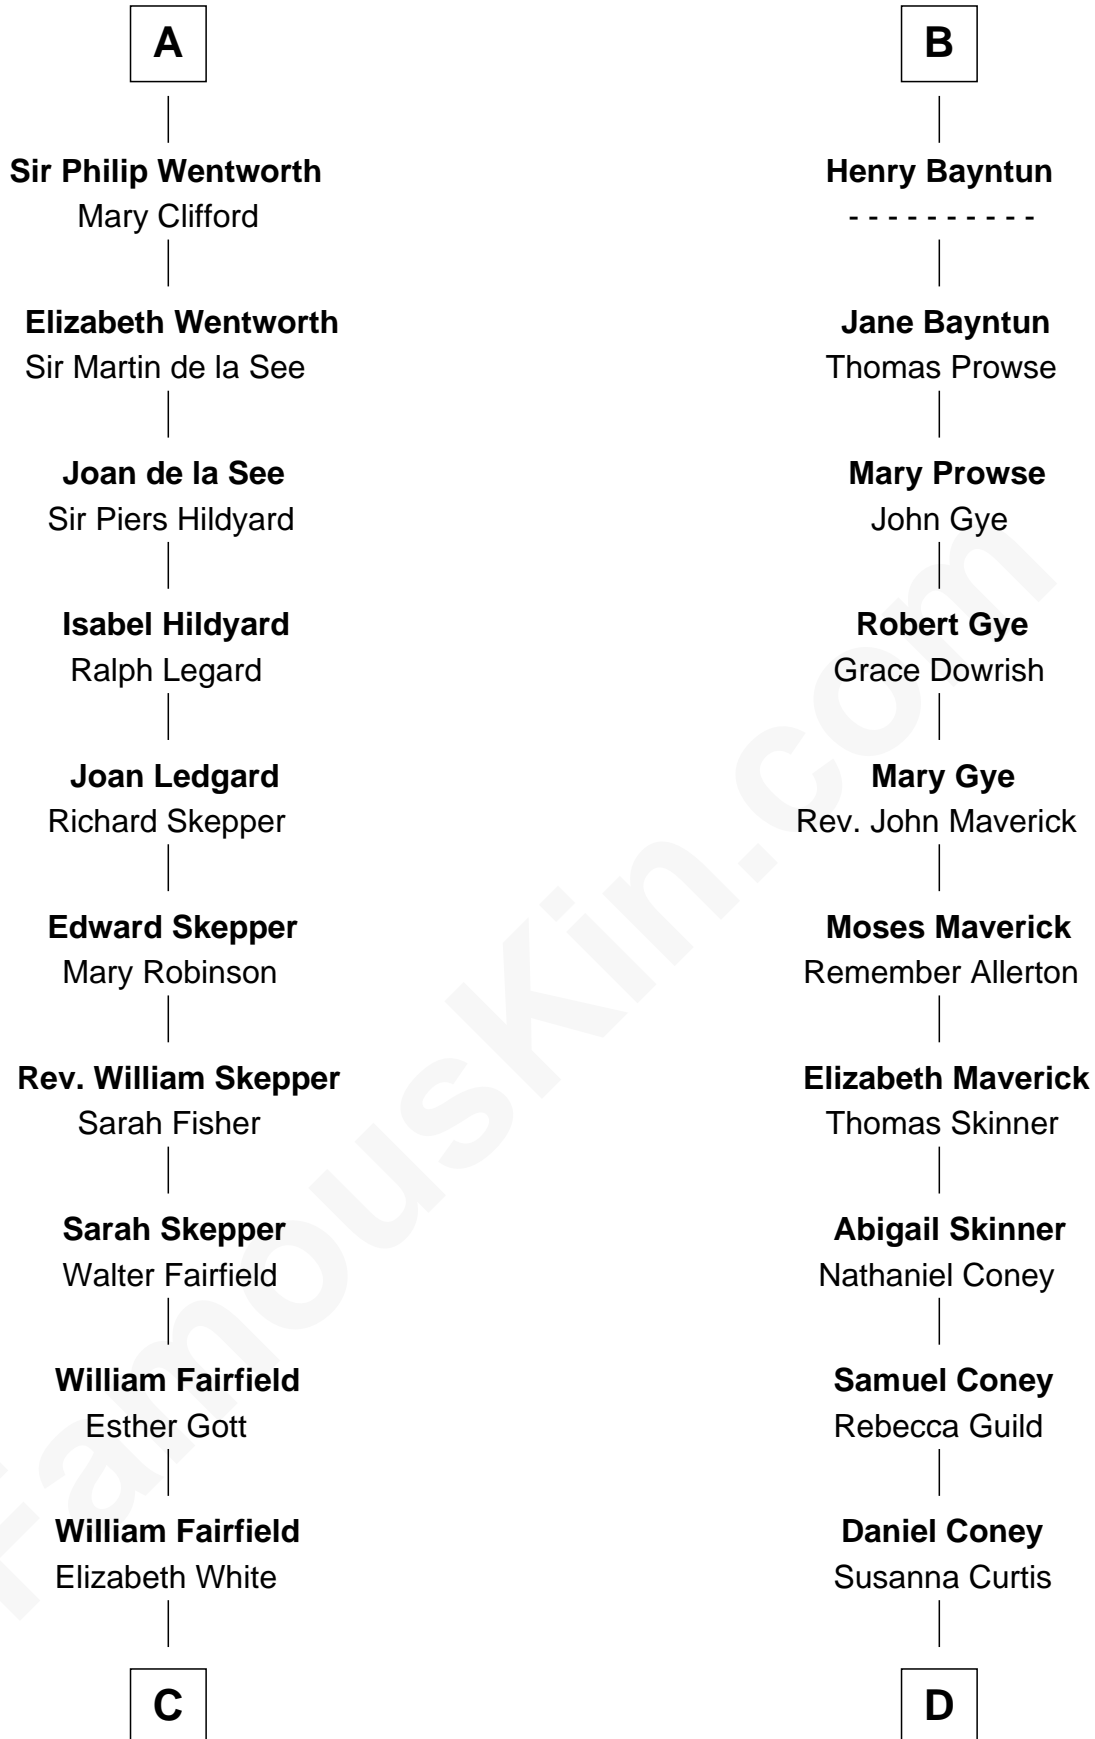 A
Sir Philip Wentworth
Mary Clifford
Elizabeth Wentworth
Sir Martin de la See
Joan de la See
Sir Piers Hildyard
Isabel Hildyard
Ralph Legard
Joan Ledgard
Richard Skepper
Edward Skepper
Mary Robinson
Rev. William Skepper
Sarah Fisher
Sarah Skepper
Walter Fairfield
William Fairfield
Esther Gott
William Fairfield
Elizabeth White
C
B
Henry Bayntun
- - - - - - - - - -
Jane Bayntun
Thomas Prowse
Mary Prowse
John Gye
Robert Gye
Grace Dowrish
Mary Gye
Rev. John Maverick
Moses Maverick
Remember Allerton
Elizabeth Maverick
Thomas Skinner
Abigail Skinner
Nathaniel Coney
Samuel Coney
Rebecca Guild
Daniel Coney
Susanna Curtis
D
FamousKin.com